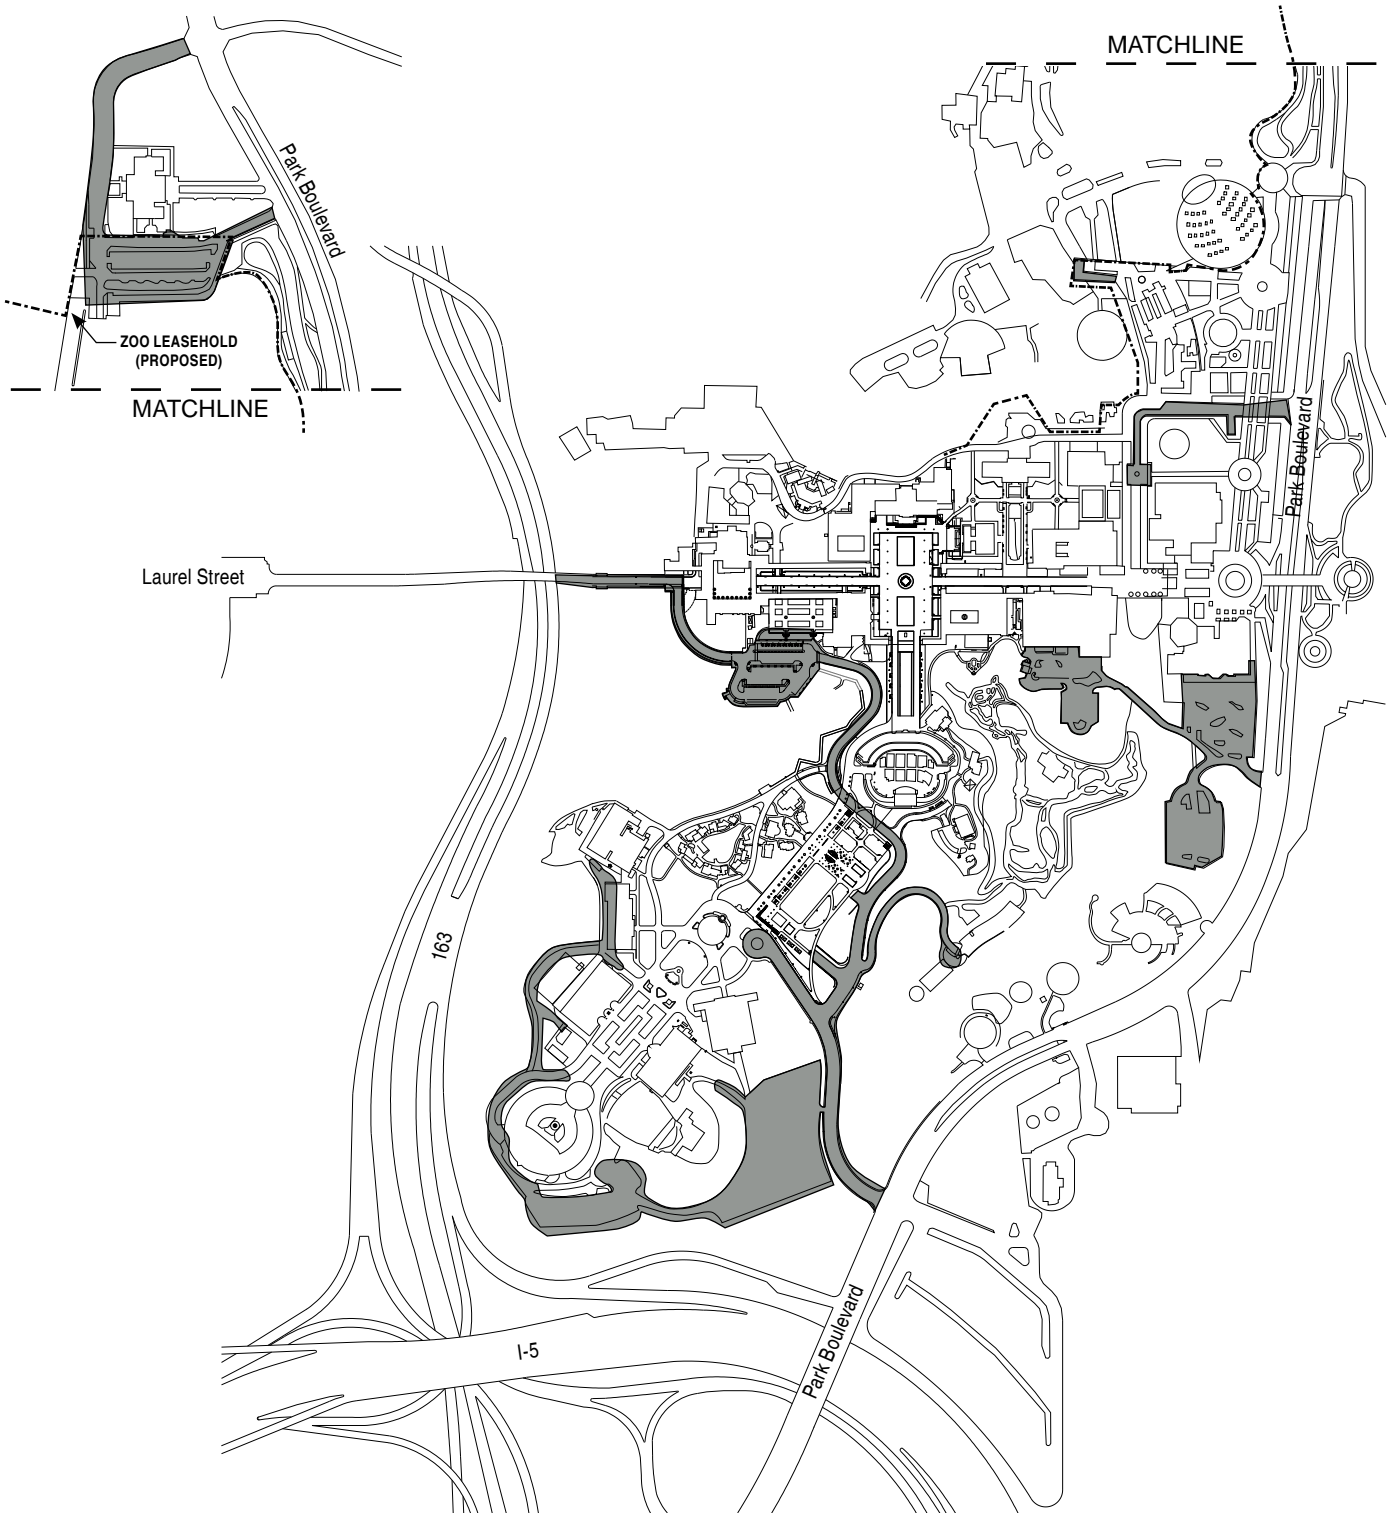 MATCHLINE
Park Boulevard
ZOO LEASEHOLD
(PROPOSED)
MATCHLINE
Park Boulevard
Laurel Street
163
I-5
Park Boulevard